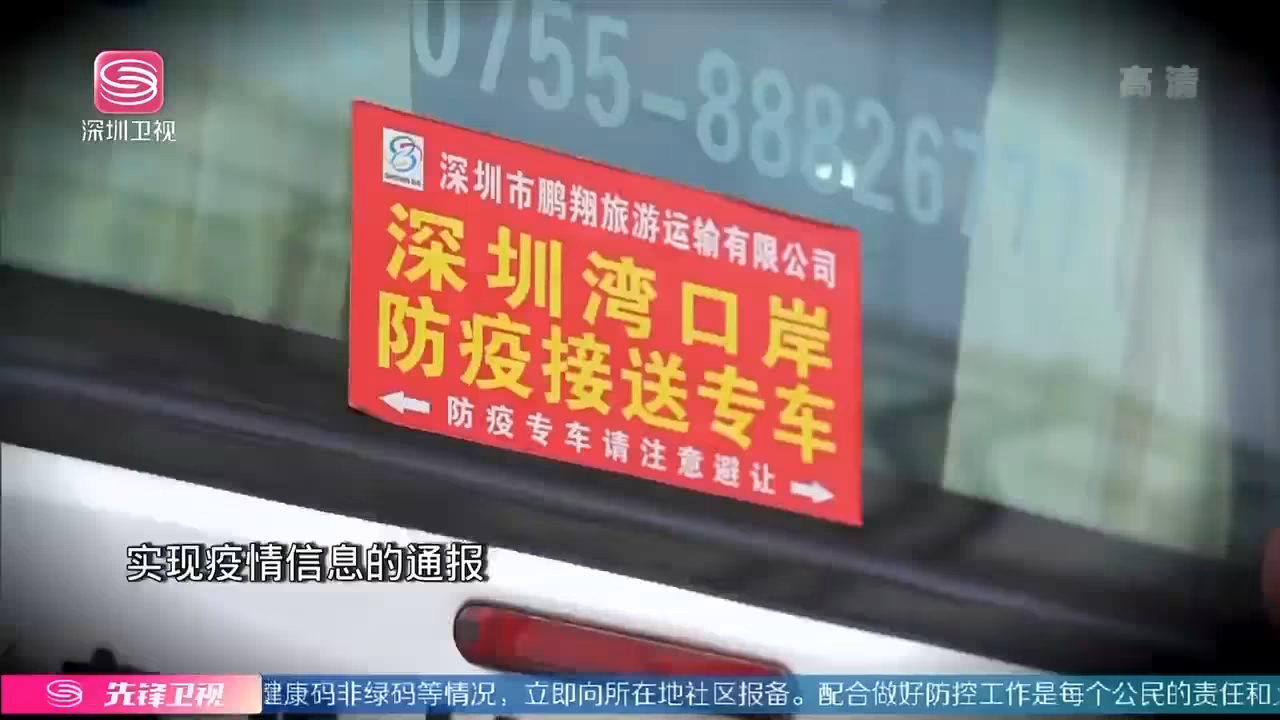 深圳卫视
高清
0755-88826700
深圳市鹏翔旅游运输有限公司
深圳湾口岸
防疫接送专车
防疫专车请注意避让
实现疫情信息的通报
先锋卫视
健康码非绿码等情况，立即向所在地社区报备。配合做好防控工作是每个公民的责任和